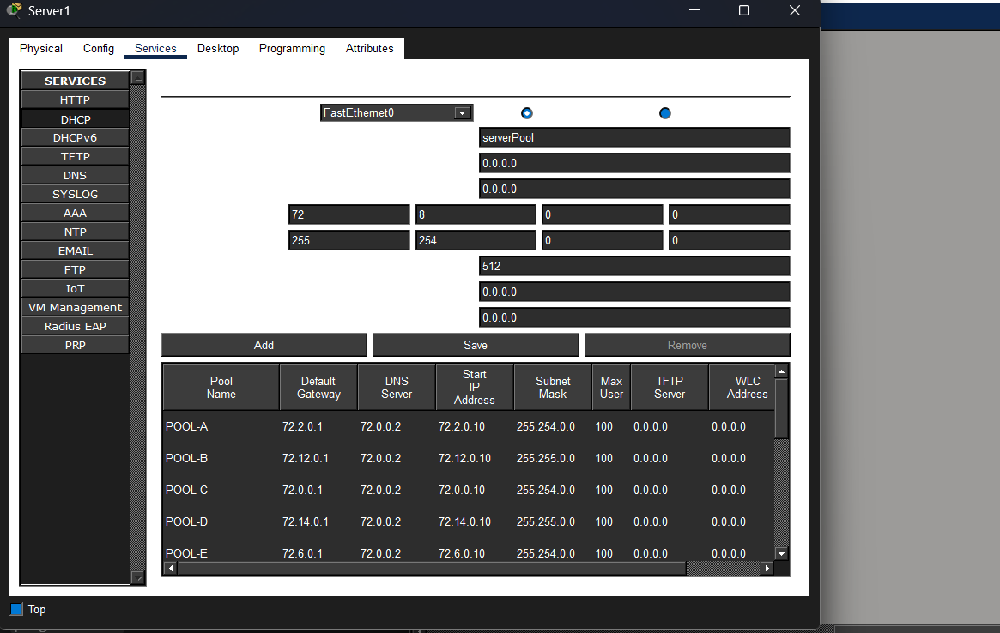 Server1
Physical Config Services Desktop Programming Attributes
SERVICES
HTTP
DHCP
DHCPv6
TFTP
DNS
SYSLOG
AAA
NTP
EMAIL
FTP
IoT
VM Management
Radius EAP
PRP
FastEthernet0
serverPool
0.0.0.0
0.0.0.0
72 8 0 0
255 254 0 0
512
0.0.0.0
0.0.0.0
Add Save Remove
Pool Name Default Gateway DNS Server Start IP Address Subnet Mask Max User TFTP Server WLC Address
POOL-A 72.2.0.1 72.0.0.2 72.2.0.10 255.254.0.0 100 0.0.0.0 0.0.0.0
POOL-B 72.12.0.1 72.0.0.2 72.12.0.10 255.255.0.0 100 0.0.0.0 0.0.0.0
POOL-C 72.0.0.1 72.0.0.2 72.0.0.10 255.254.0.0 100 0.0.0.0 0.0.0.0
POOL-D 72.14.0.1 72.0.0.2 72.14.0.10 255.255.0.0 100 0.0.0.0 0.0.0.0
POOL-E 72.6.0.1 72.0.0.2 72.6.0.10 255.254.0.0 100 0.0.0.0 0.0.0.0
Top